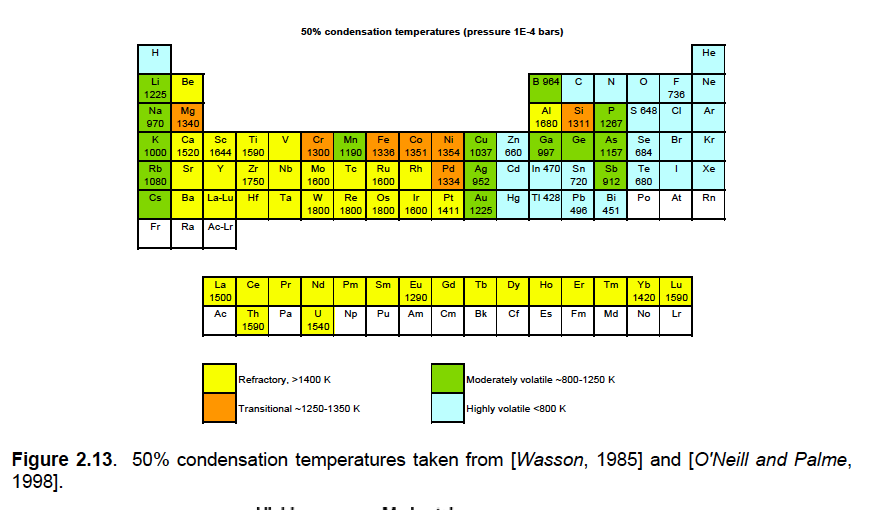 50% condensation temperatures (pressure 1E-4 bars)
H He
Li Be B 964 C N O F Ne
1225 736
Na Mg Al Si P S 648 Cl Ar
970 1340 1680 1311 1267
K Ca Sc Ti V Cr Mn Fe Co Ni Cu Zn Ga Ge As Se Br Kr
1000 1520 1644 1590 1300 1190 1336 1351 1354 1037 660 997 1157 684
Rb Sr Y Zr Nb Mo Tc Ru Rh Pd Ag Cd In 470 Sn Sb Te I Xe
1080 1750 1600 1600 1334 952 720 912 680
Cs Ba La-Lu Hf Ta W Re Os Ir Pt Au Hg Tl 428 Pb Bi Po At Rn
1800 1800 1800 1600 1411 1225 496 451
Fr Ra Ac-Lr
La Ce Pr Nd Pm Sm Eu Gd Tb Dy Ho Er Tm Yb Lu
1500 1290 1420 1590
Ac Th Pa U Np Pu Am Cm Bk Cf Es Fm Md No Lr
1590 1540
Refractory, >1400 K Moderately volatile ~800-1250 K
Transitional ~1250-1350 K Highly volatile <800 K
Figure 2.13. 50% condensation temperatures taken from [Wasson, 1985] and [O'Neill and Palme,
1998].